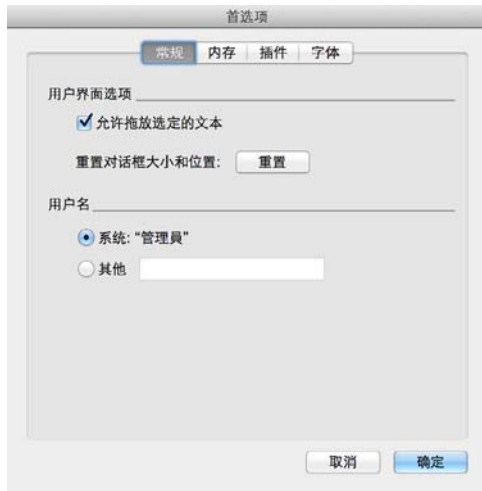 首选项
常规 内存 插件 字体
用户界面选项
允许拖放选定的文本
重置对话框大小和位置: 重置
用户名
系统: “管理員”
其他
取消 确定